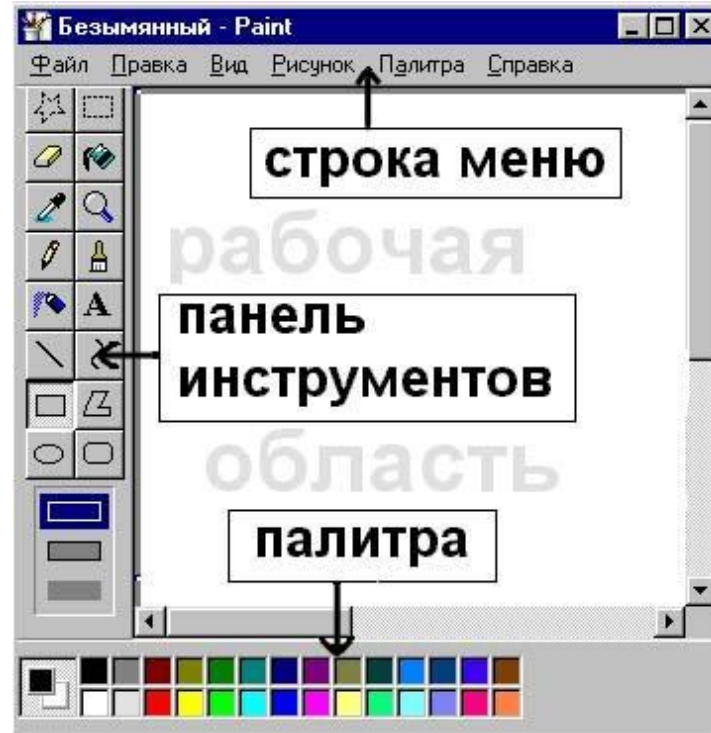 Безымянный - Paint
Файл Правка Вид Рисунок Палитра Справка
строка меню
рабочая
A
панель
инструментов
область
палитра